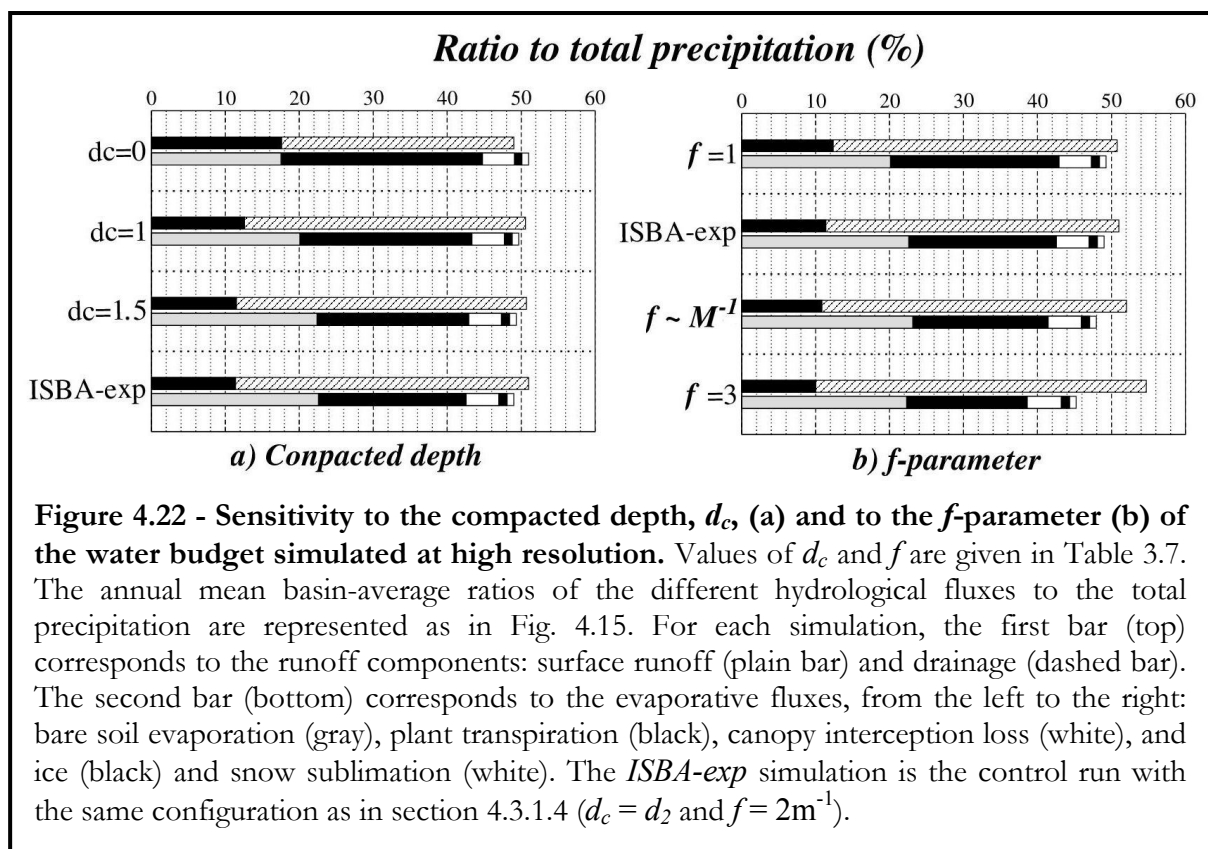 Ratio to total precipitation (%)
0 10 20 30 40 50 60
dc=0
dc=1
dc=1.5
ISBA-exp
a) Conpacted depth
0 10 20 30 40 50 60
f =1
ISBA-exp
f ~ M⁻¹
f =3
b) f-parameter
Figure 4.22 - Sensitivity to the compacted depth, d_c, (a) and to the f-parameter (b) of
the water budget simulated at high resolution. Values of d_c and f are given in Table 3.7.
The annual mean basin-average ratios of the different hydrological fluxes to the total
precipitation are represented as in Fig. 4.15. For each simulation, the first bar (top)
corresponds to the runoff components: surface runoff (plain bar) and drainage (dashed bar).
The second bar (bottom) corresponds to the evaporative fluxes, from the left to the right:
bare soil evaporation (gray), plant transpiration (black), canopy interception loss (white), and
ice (black) and snow sublimation (white). The ISBA-exp simulation is the control run with
the same configuration as in section 4.3.1.4 (d_c = d_2 and f = 2m⁻¹).